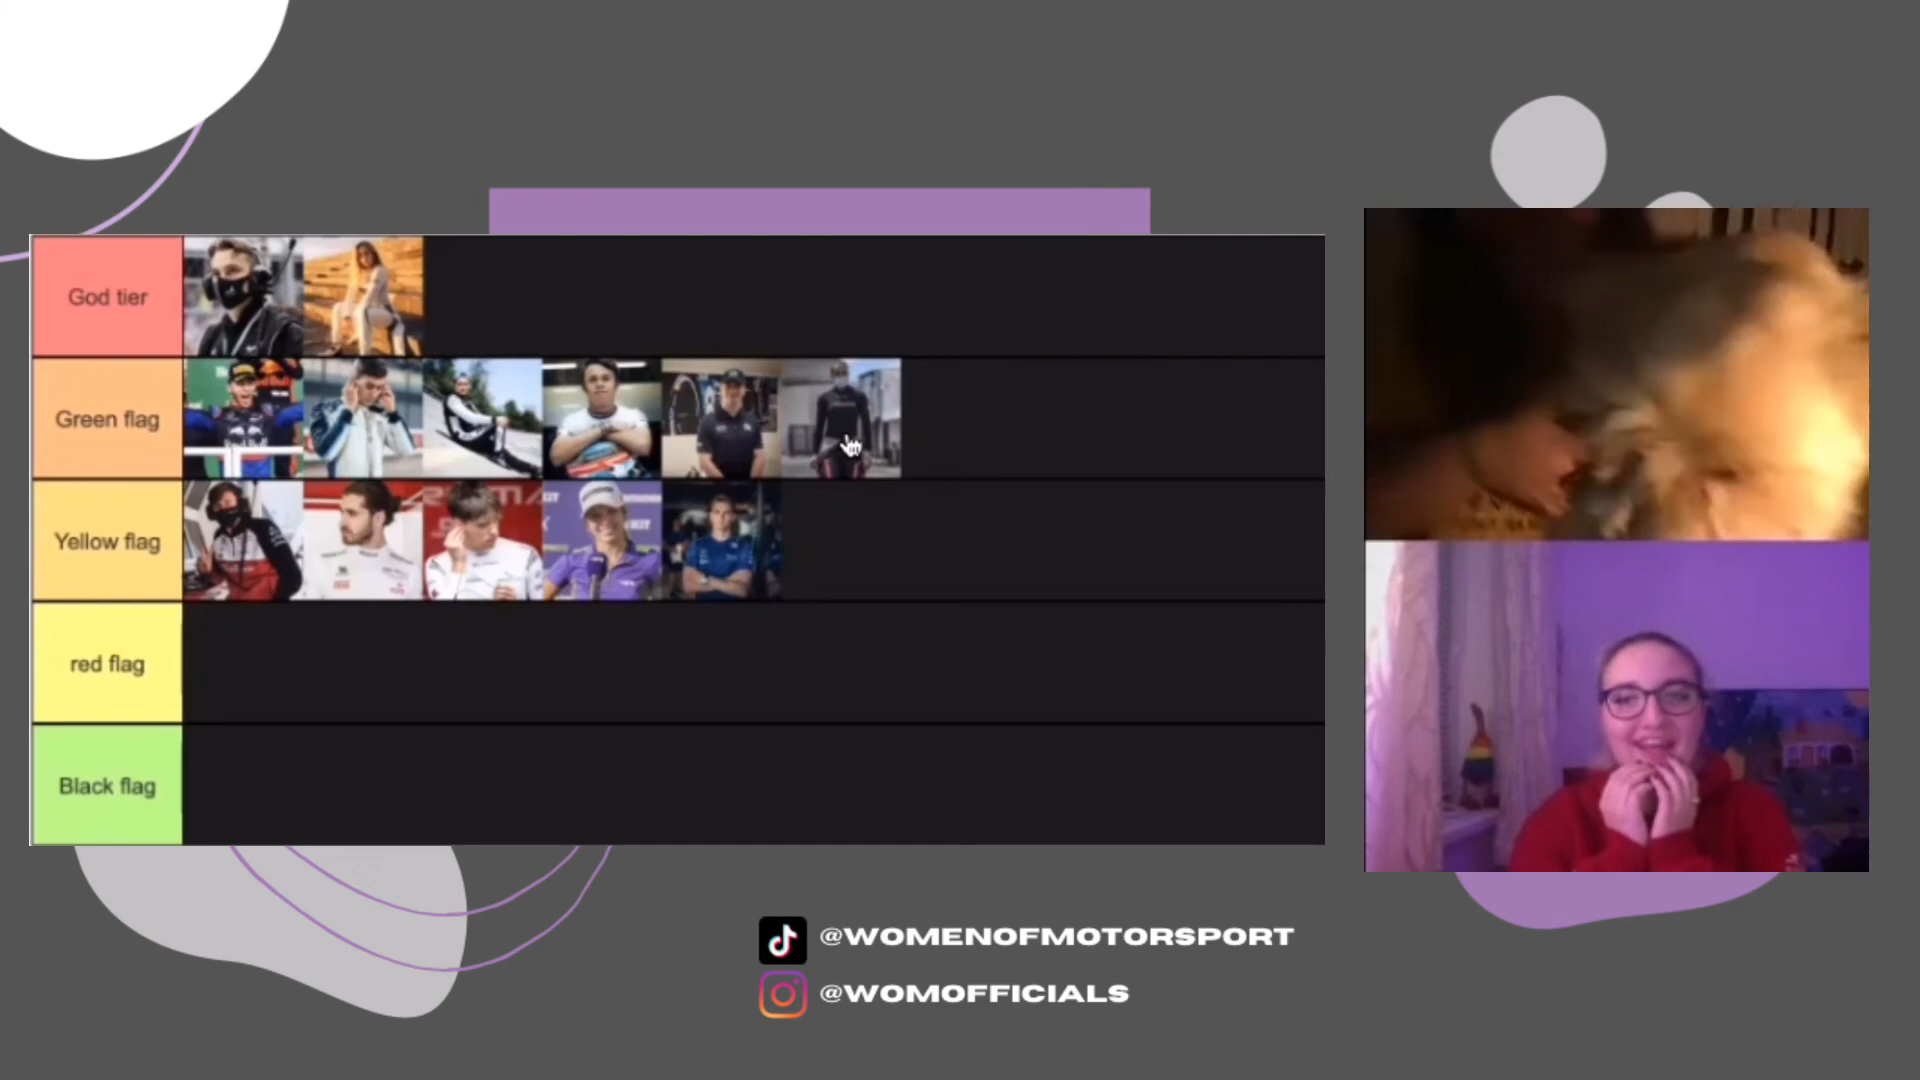 God tier
Green flag
Yellow flag
red flag
Black flag
@WOMENOFMOTORSPORT
@WOMOFFICIALS